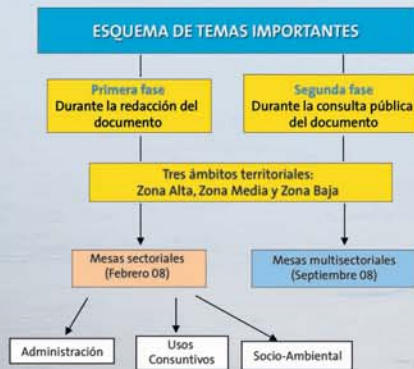 ESQUEMA DE TEMAS IMPORTANTES
Primera fase
Durante la redacción del
documento
Segunda fase
Durante la consulta pública
del documento
Tres ámbitos territoriales:
Zona Alta, Zona Media y Zona Baja
Mesas sectoriales
(Febrero 08)
Mesas multisectoriales
(Septiembre 08)
Administración
Usos
Consuntivos
Socio-Ambiental